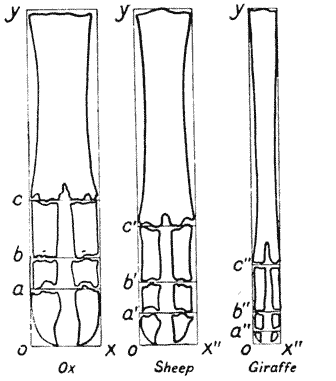 y y y
c c' c"
b b' b"
a a' a"
o x o x" o x"
Ox Sheep Giraffe